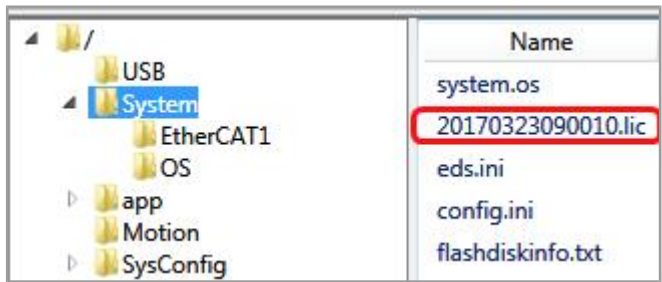 /
USB
System
EtherCAT1
OS
app
Motion
SysConfig
Name
system.os
20170323090010.lic
eds.ini
config.ini
flashdiskinfo.txt